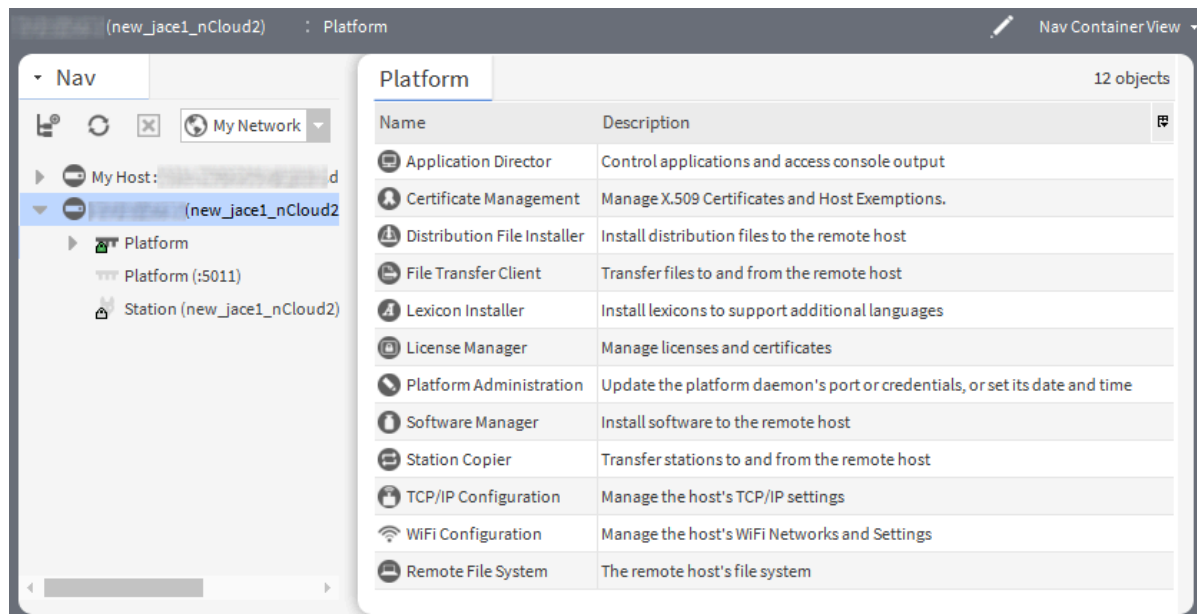 (new_jace1_nCloud2) : Platform
Nav Container View
Nav
My Network
My Host :
d
(new_jace1_nCloud2
Platform
Platform (:5011)
Station (new_jace1_nCloud2)
Platform
12 objects
Name Description
Application Director Control applications and access console output
Certificate Management Manage X.509 Certificates and Host Exemptions.
Distribution File Installer Install distribution files to the remote host
File Transfer Client Transfer files to and from the remote host
Lexicon Installer Install lexicons to support additional languages
License Manager Manage licenses and certificates
Platform Administration Update the platform daemon's port or credentials, or set its date and time
Software Manager Install software to the remote host
Station Copier Transfer stations to and from the remote host
TCP/IP Configuration Manage the host's TCP/IP settings
WiFi Configuration Manage the host's WiFi Networks and Settings
Remote File System The remote host's file system